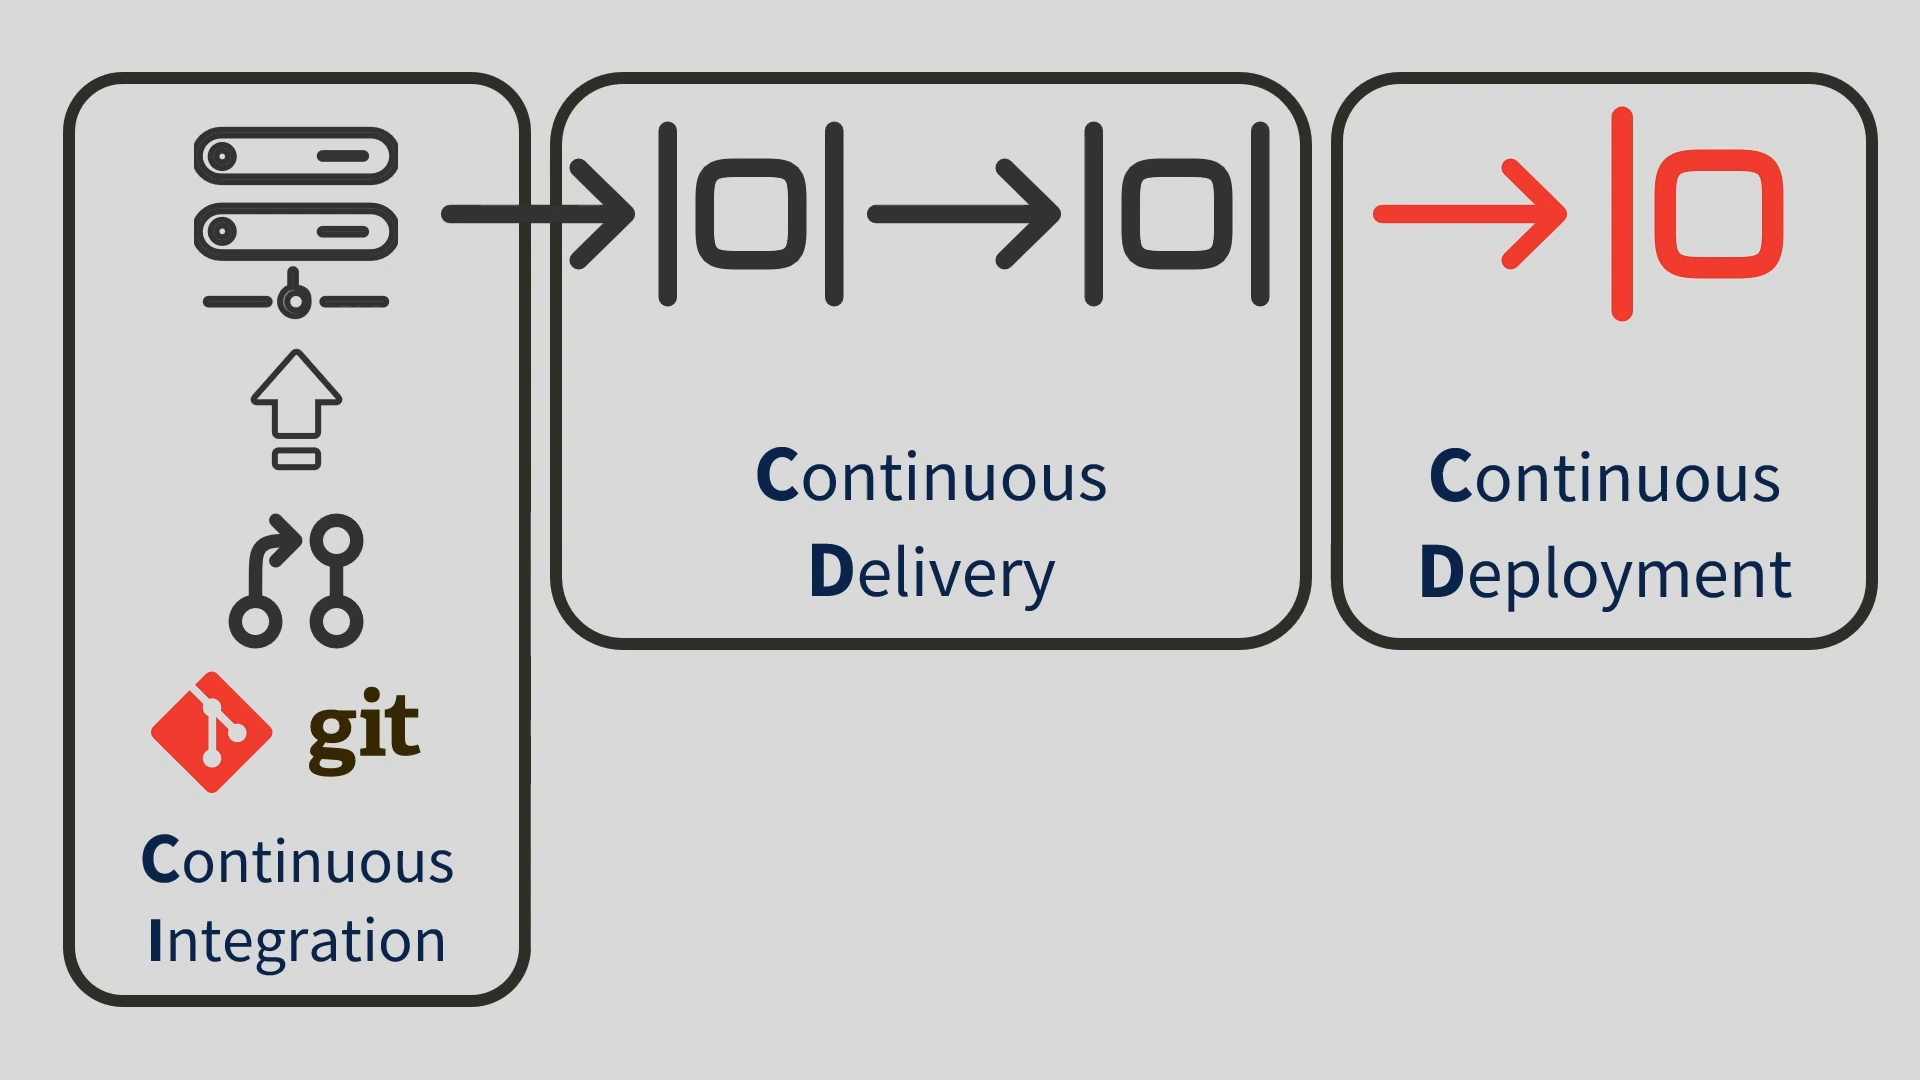 git
Continuous
Integration
Continuous
Delivery
Continuous
Deployment